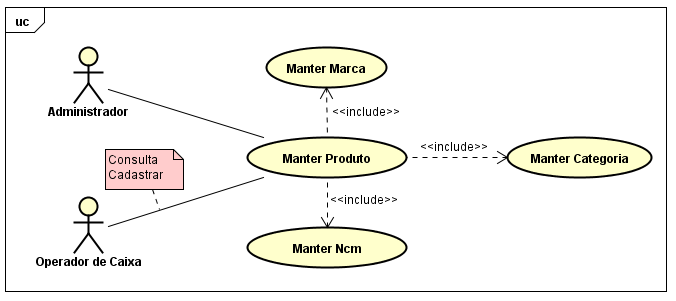 uc
Administrador
Manter Marca
<<include>>
Manter Produto
<<include>>
Manter Categoria
Consulta
Cadastrar
<<include>>
Manter Ncm
Operador de Caixa